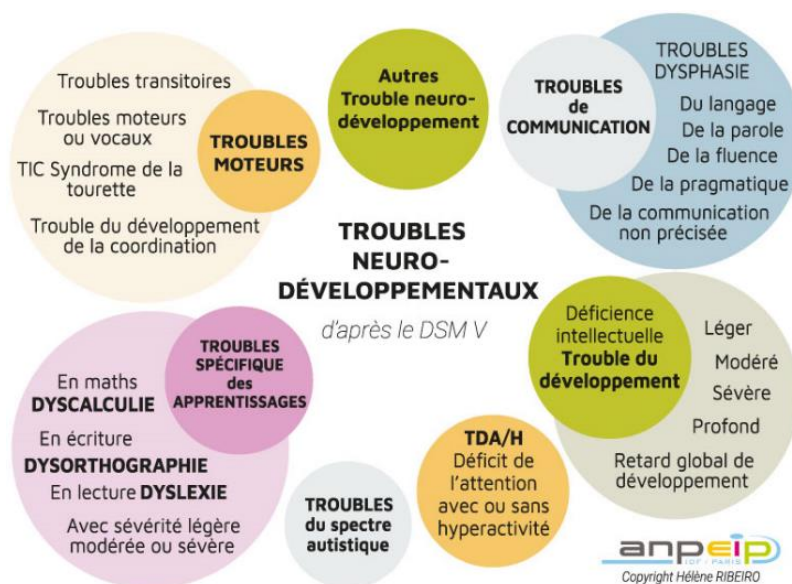 Troubles transitoires
Troubles moteurs
ou vocaux
TIC Syndrome de la
tourette
Trouble du développement
de la coordination
TROUBLES
MOTEURS
Autres
Trouble neuro-
développement
TROUBLES
de
COMMUNICATION
TROUBLES
DYSPHASIE
Du langage
De la parole
De la fluence
De la pragmatique
De la communication
non précisée
TROUBLES
NEURO-
DÉVELOPPEMENTAUX
d'après le DSM V
TROUBLES
SPÉCIFIQUE
des
APPRENTISSAGES
En maths
DYSCALCULIE
En écriture
DYSORTHOGRAPHIE
En lecture DYSLEXIE
Avec sévérité légère
modérée ou sévère
TROUBLES
du spectre
autistique
TDA/H
Déficit de
l'attention
avec ou sans
hyperactivité
Déficience
intellectuelle
Trouble du
développement
Léger
Modéré
Sévère
Profond
Retard global de
développement
anpeip
IDF - PARIS
Copyright Hélène RIBEIRO